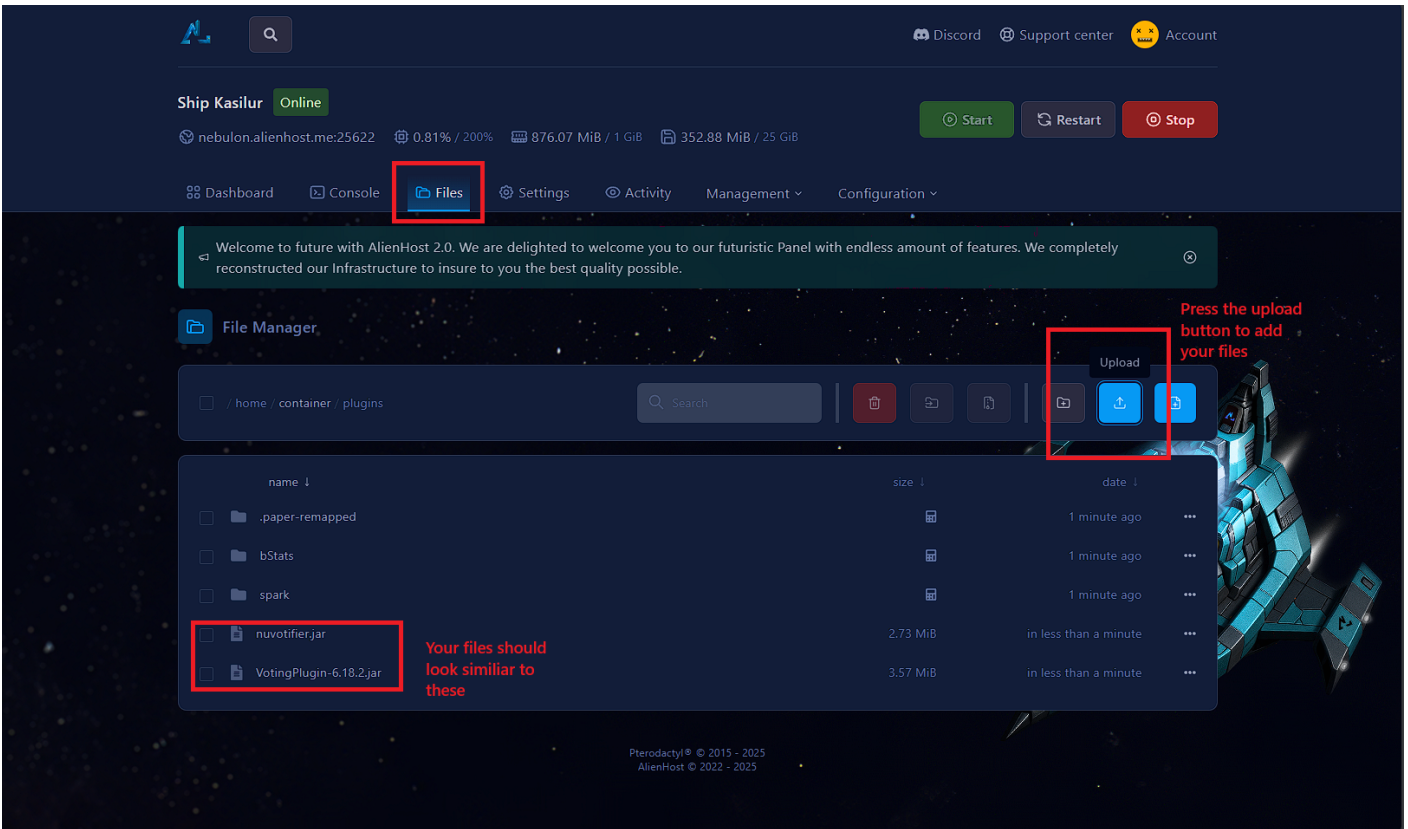 Discord Support center Account
Ship Kasilur Online
Start Restart Stop
nebulon.alienhost.me:25622 0.81% / 200% 876.07 MiB / 1 GiB 352.88 MiB / 25 GiB
Dashboard Console Files Settings Activity Management Configuration
Welcome to future with AlienHost 2.0. We are delighted to welcome you to our futuristic Panel with endless amount of features. We completely
reconstructed our Infrastructure to insure to you the best quality possible.
File Manager
Press the upload
button to add
your files
Upload
/ home / container / plugins Search
name ↓ size ↓ date ↓
.paper-remapped 1 minute ago
bStats 1 minute ago
spark 1 minute ago
nuvotifier.jar 2.73 MiB in less than a minute
VotingPlugin-6.18.2.jar 3.57 MiB in less than a minute
Your files should
look similiar to
these
Pterodactyl® © 2015 - 2025
AlienHost © 2022 - 2025